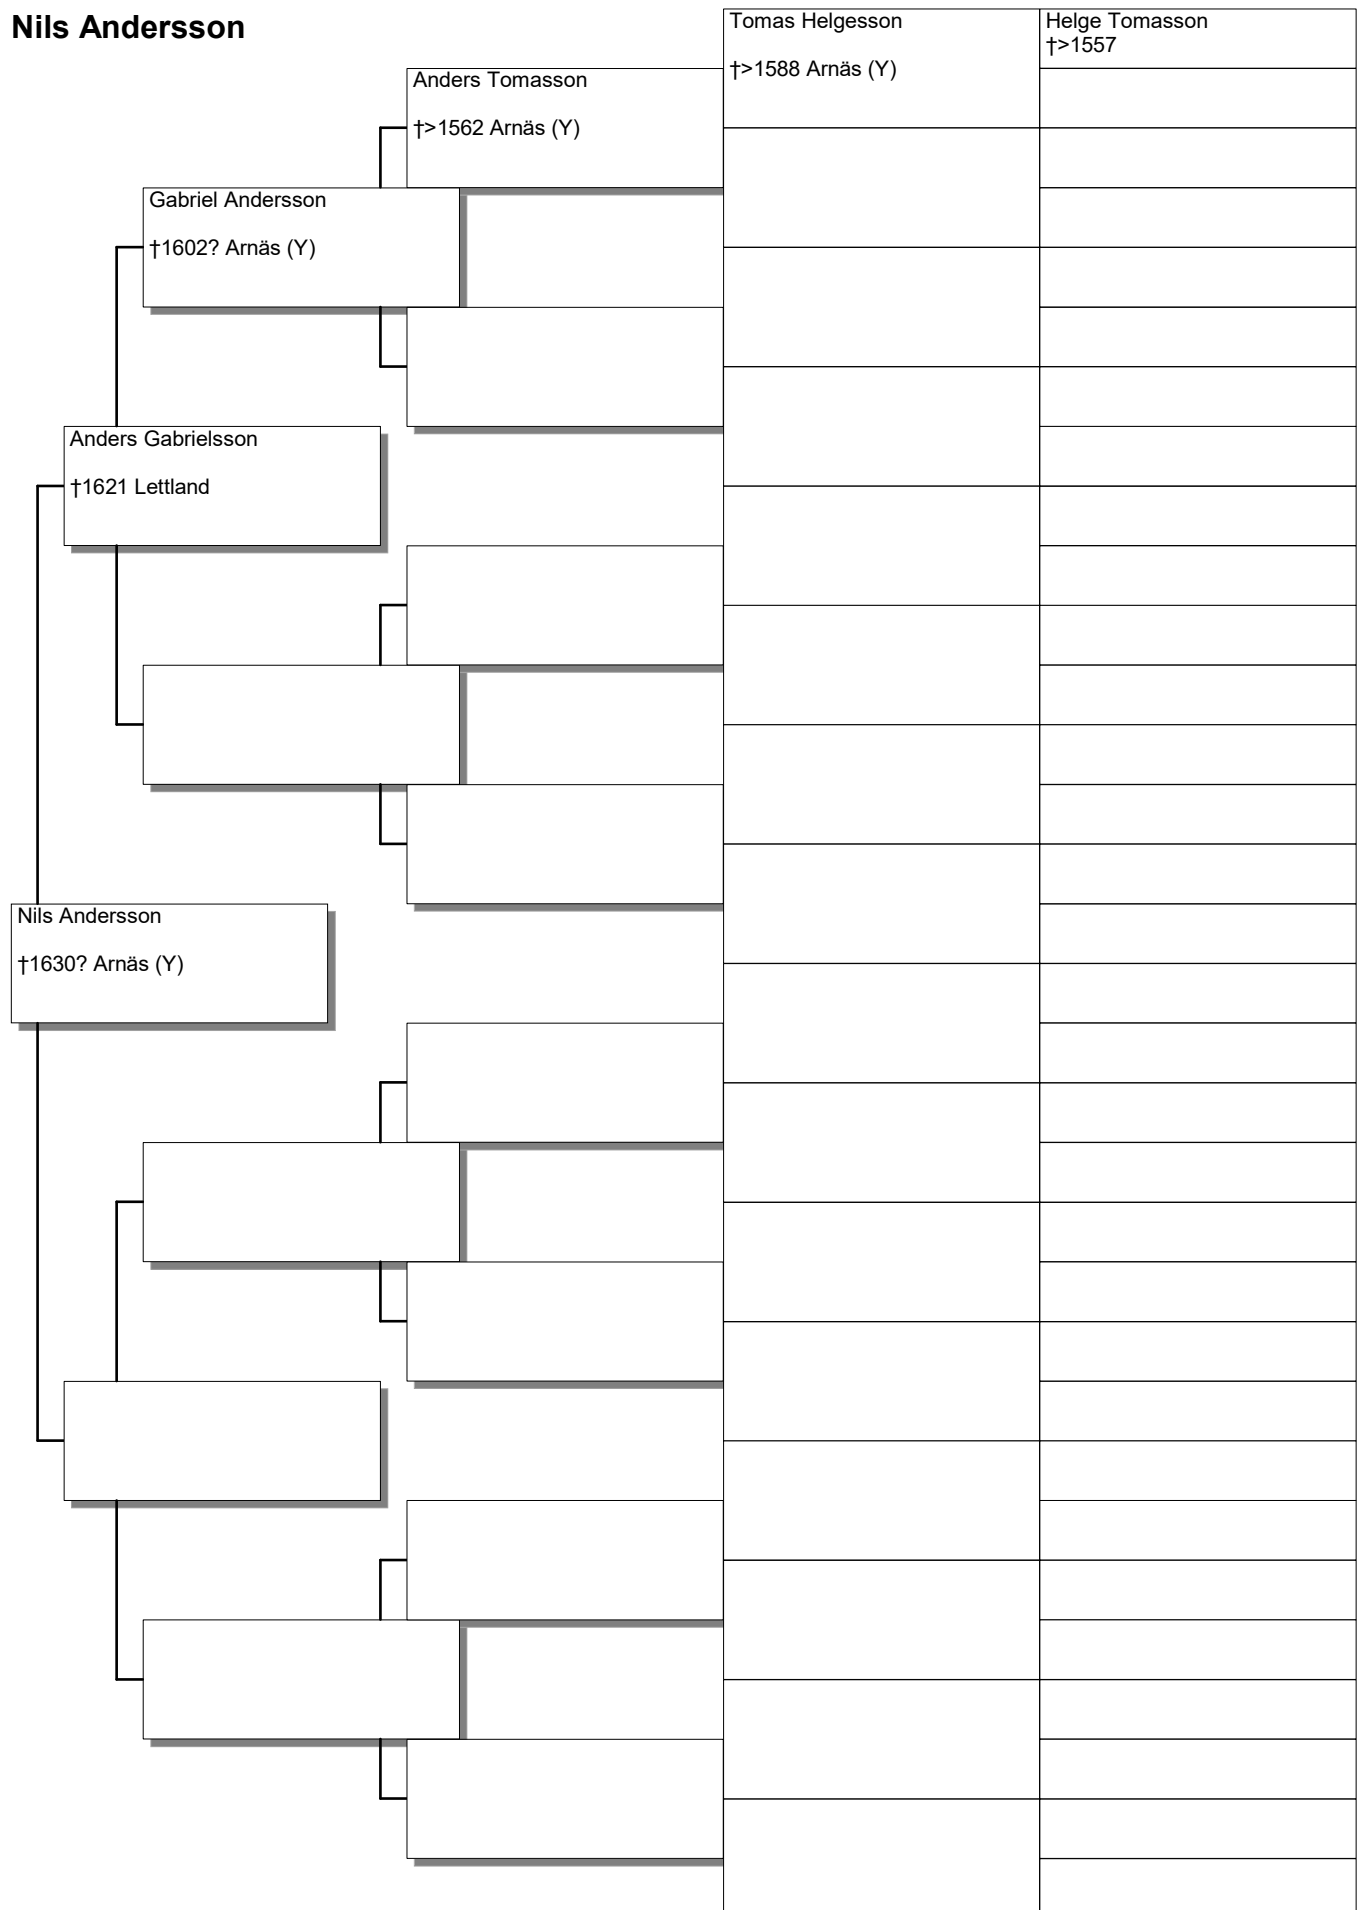 Nils Andersson
Tomas Helgesson
†>1588 Arnäs (Y)
Helge Tomasson
†>1557
Anders Tomasson
†>1562 Arnäs (Y)
Gabriel Andersson
†1602? Arnäs (Y)
Anders Gabrielsson
†1621 Lettland
Nils Andersson
†1630? Arnäs (Y)